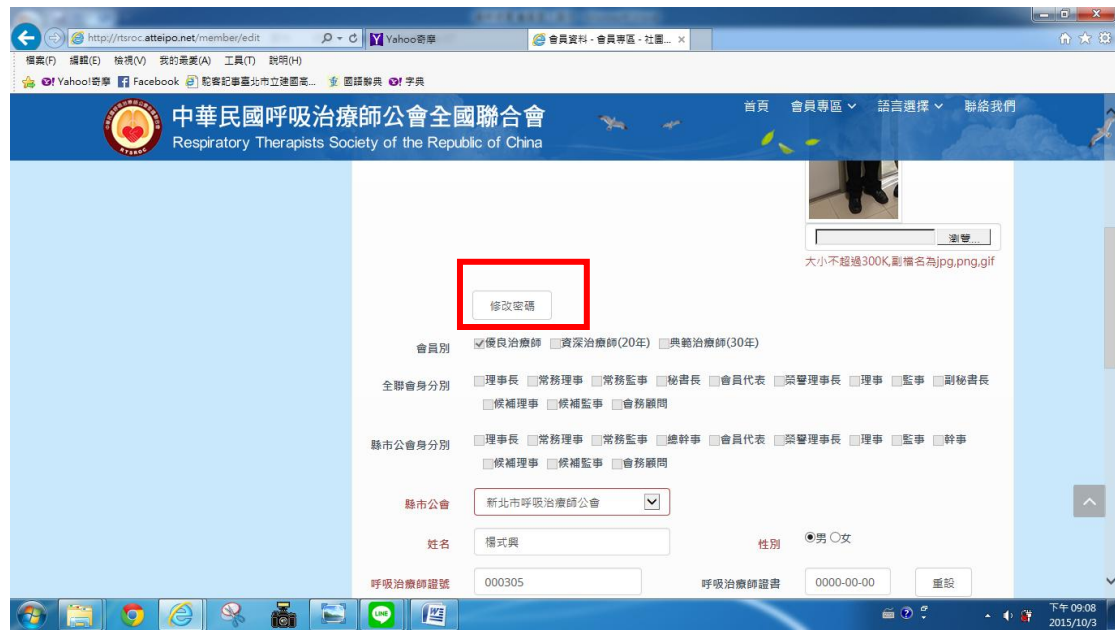 http://rtsroc.atteipo.net/member/edit
Yahoo奇摩
會員資料 - 會員專區 - 社團...
檔案(F) 編輯(E) 檢視(V) 我的最愛(A) 工具(T) 說明(H)
Yahoo!奇摩 Facebook 駝客記事臺北市立建國高... 國語辭典 字典
中華民國呼吸治療師公會全國聯合會
Respiratory Therapists Society of the Republic of China
首頁 會員專區 語言選擇 聯絡我們
RTSROC
瀏覽...
大小不超過300K,副檔名為jpg,png,gif
修改密碼
會員別 優良治療師 資深治療師(20年) 典範治療師(30年)
全聯會身分別 理事長 常務理事 常務監事 秘書長 會員代表 榮譽理事長 理事 監事 副秘書長
候補理事 候補監事 會務顧問
縣市公會身分別 理事長 常務理事 常務監事 總幹事 會員代表 榮譽理事長 理事 監事 幹事
候補理事 候補監事 會務顧問
縣市公會 新北市呼吸治療師公會
姓名 楊式興 性別 男 女
呼吸治療師證號 000305 呼吸治療師證書 0000-00-00 重設
LINE
下午 09:08
2015/10/3